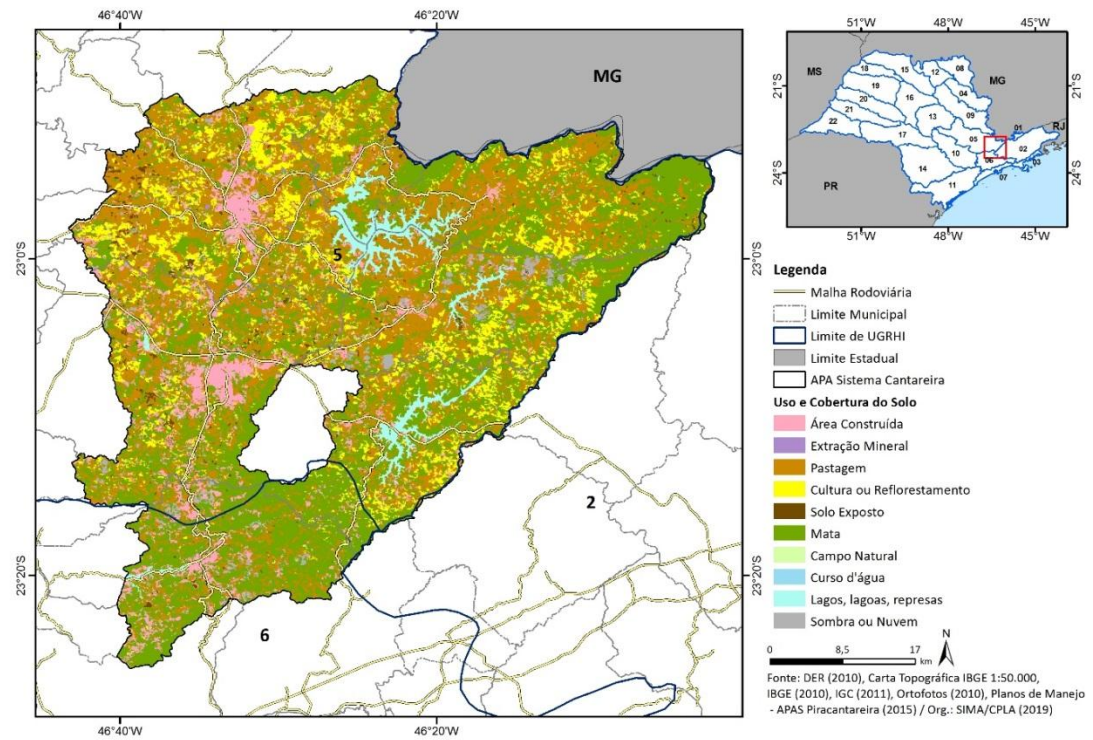 46°40'W
46°20'W
23°0'S
23°20'S
MG
5
2
6
23°0'S
23°20'S
46°40'W
46°20'W
51°W
48°W
45°W
21°S
24°S
MS
MG
RJ
PR
18
15
12
08
19
16
04
20
21
13
09
22
17
05
01
10
02
06
03
14
07
11
21°S
24°S
51°W
48°W
45°W
Legenda
Malha Rodoviária
Limite Municipal
Limite de UGRHI
Limite Estadual
APA Sistema Cantareira
Uso e Cobertura do Solo
Área Construída
Extração Mineral
Pastagem
Cultura ou Reflorestamento
Solo Exposto
Mata
Campo Natural
Curso d'água
Lagos, lagoas, represas
Sombra ou Nuvem
N
0 8,5 17
km
Fonte: DER (2010), Carta Topográfica IBGE 1:50.000,
IBGE (2010), IGC (2011), Ortofotos (2010), Planos de Manejo
- APAS Piracantareira (2015) / Org.: SIMA/CPLA (2019)